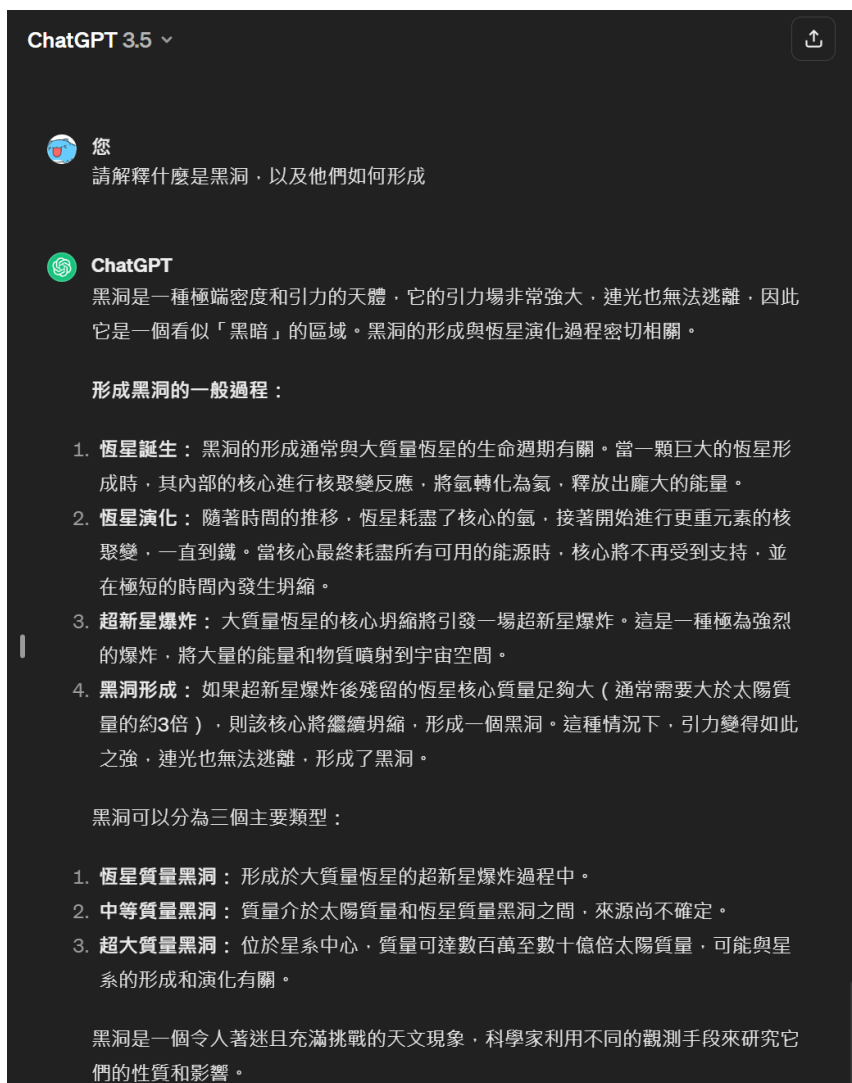 ChatGPT 3.5
您
請解釋什麼是黑洞，以及他們如何形成
ChatGPT
黑洞是一種極端密度和引力的天體，它的引力場非常強大，連光也無法逃離，因此
它是一個看似「黑暗」的區域。黑洞的形成與恆星演化過程密切相關。
形成黑洞的一般過程：
1. 恆星誕生： 黑洞的形成通常與大質量恆星的生命週期有關。當一顆巨大的恆星形
成時，其內部的核心進行核聚變反應，將氫轉化為氦，釋放出龐大的能量。
2. 恆星演化： 隨著時間的推移，恆星耗盡了核心的氫，接著開始進行更重元素的核
聚變，一直到鐵。當核心最終耗盡所有可用的能源時，核心將不再受到支持，並
在極短的時間內發生坍縮。
3. 超新星爆炸： 大質量恆星的核心坍縮將引發一場超新星爆炸。這是一種極為強烈
的爆炸，將大量的能量和物質噴射到宇宙空間。
4. 黑洞形成： 如果超新星爆炸後殘留的恆星核心質量足夠大（通常需要大於太陽質
量的約3倍），則該核心將繼續坍縮，形成一個黑洞。這種情況下，引力變得如此
之強，連光也無法逃離，形成了黑洞。
黑洞可以分為三個主要類型：
1. 恆星質量黑洞： 形成於大質量恆星的超新星爆炸過程中。
2. 中等質量黑洞： 質量介於太陽質量和恆星質量黑洞之間，來源尚不確定。
3. 超大質量黑洞： 位於星系中心，質量可達數百萬至數十億倍太陽質量，可能與星
系的形成和演化有關。
黑洞是一個令人著迷且充滿挑戰的天文現象，科學家利用不同的觀測手段來研究它
們的性質和影響。